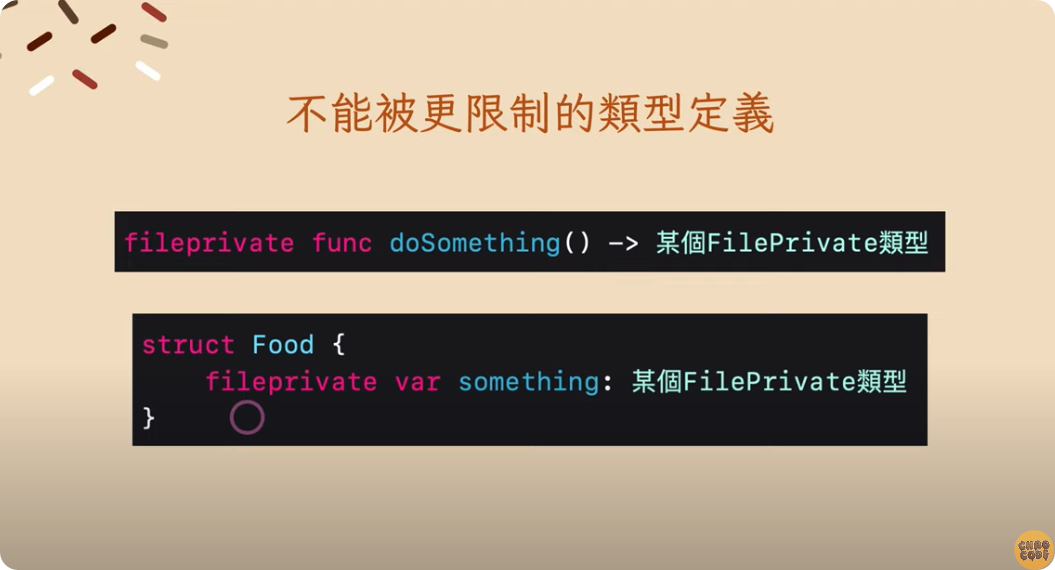 不能被更限制的類型定義
fileprivate func doSomething() -> 某個FilePrivate類型
struct Food {
    fileprivate var something: 某個FilePrivate類型
}
CHAO
CODE